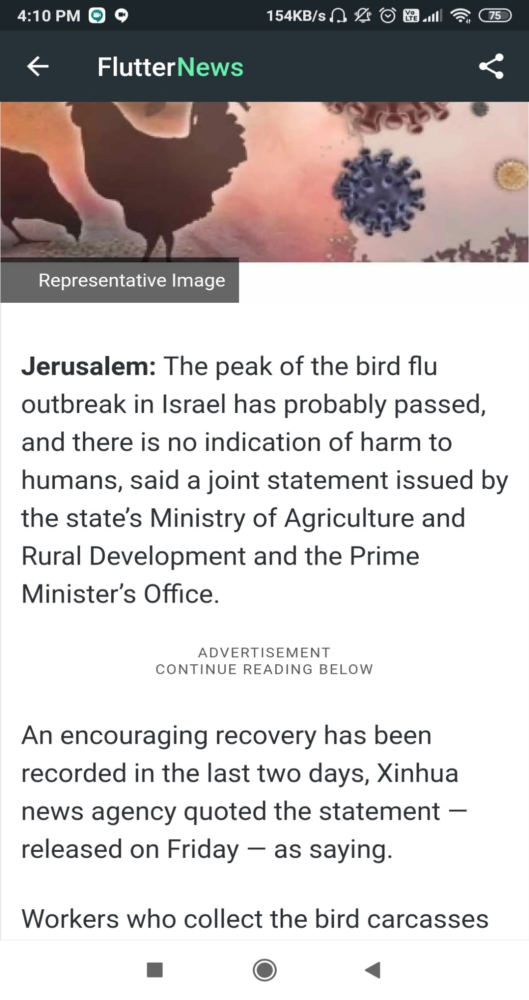 4:10 PM 154KB/s Vo LTE 75
FlutterNews
Representative Image
Jerusalem: The peak of the bird flu
outbreak in Israel has probably passed,
and there is no indication of harm to
humans, said a joint statement issued by
the state’s Ministry of Agriculture and
Rural Development and the Prime
Minister’s Office.
ADVERTISEMENT
CONTINUE READING BELOW
An encouraging recovery has been
recorded in the last two days, Xinhua
news agency quoted the statement —
released on Friday — as saying.
Workers who collect the bird carcasses